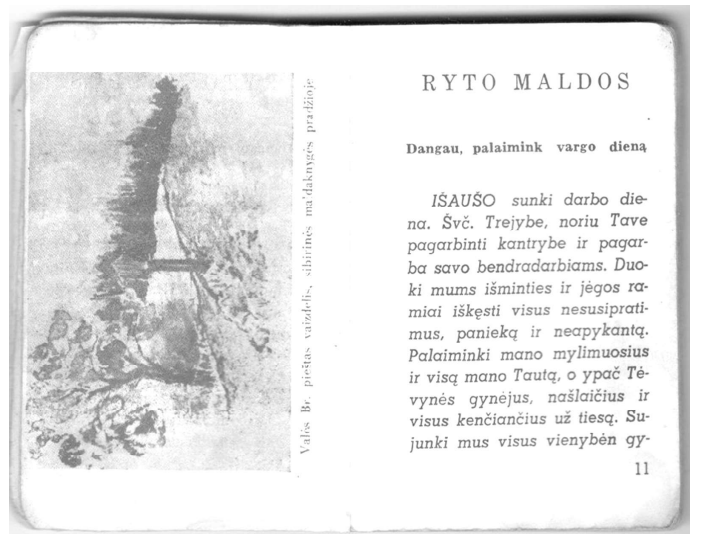 Valės Br. pieštas vaizdelis, sibirinės ma'daknygės pradžioje
RYTO MALDOS
Dangau, palaimink vargo dieną
IŠAUŠO sunki darbo die-
na. Švč. Trejybe, noriu Tave
pagarbinti kantrybe ir pagar-
ba savo bendradarbiams. Duo-
ki mums išminties ir jėgos ra-
miai iškęsti visus nesusiprati-
mus, panieką ir neapykantą.
Palaiminki mano mylimuosius
ir visą mano Tautą, o ypač Tė-
vynės gynėjus, našlaičius ir
visus kenčiančius už tiesą. Su-
junki mus visus vienybėn gy-
11